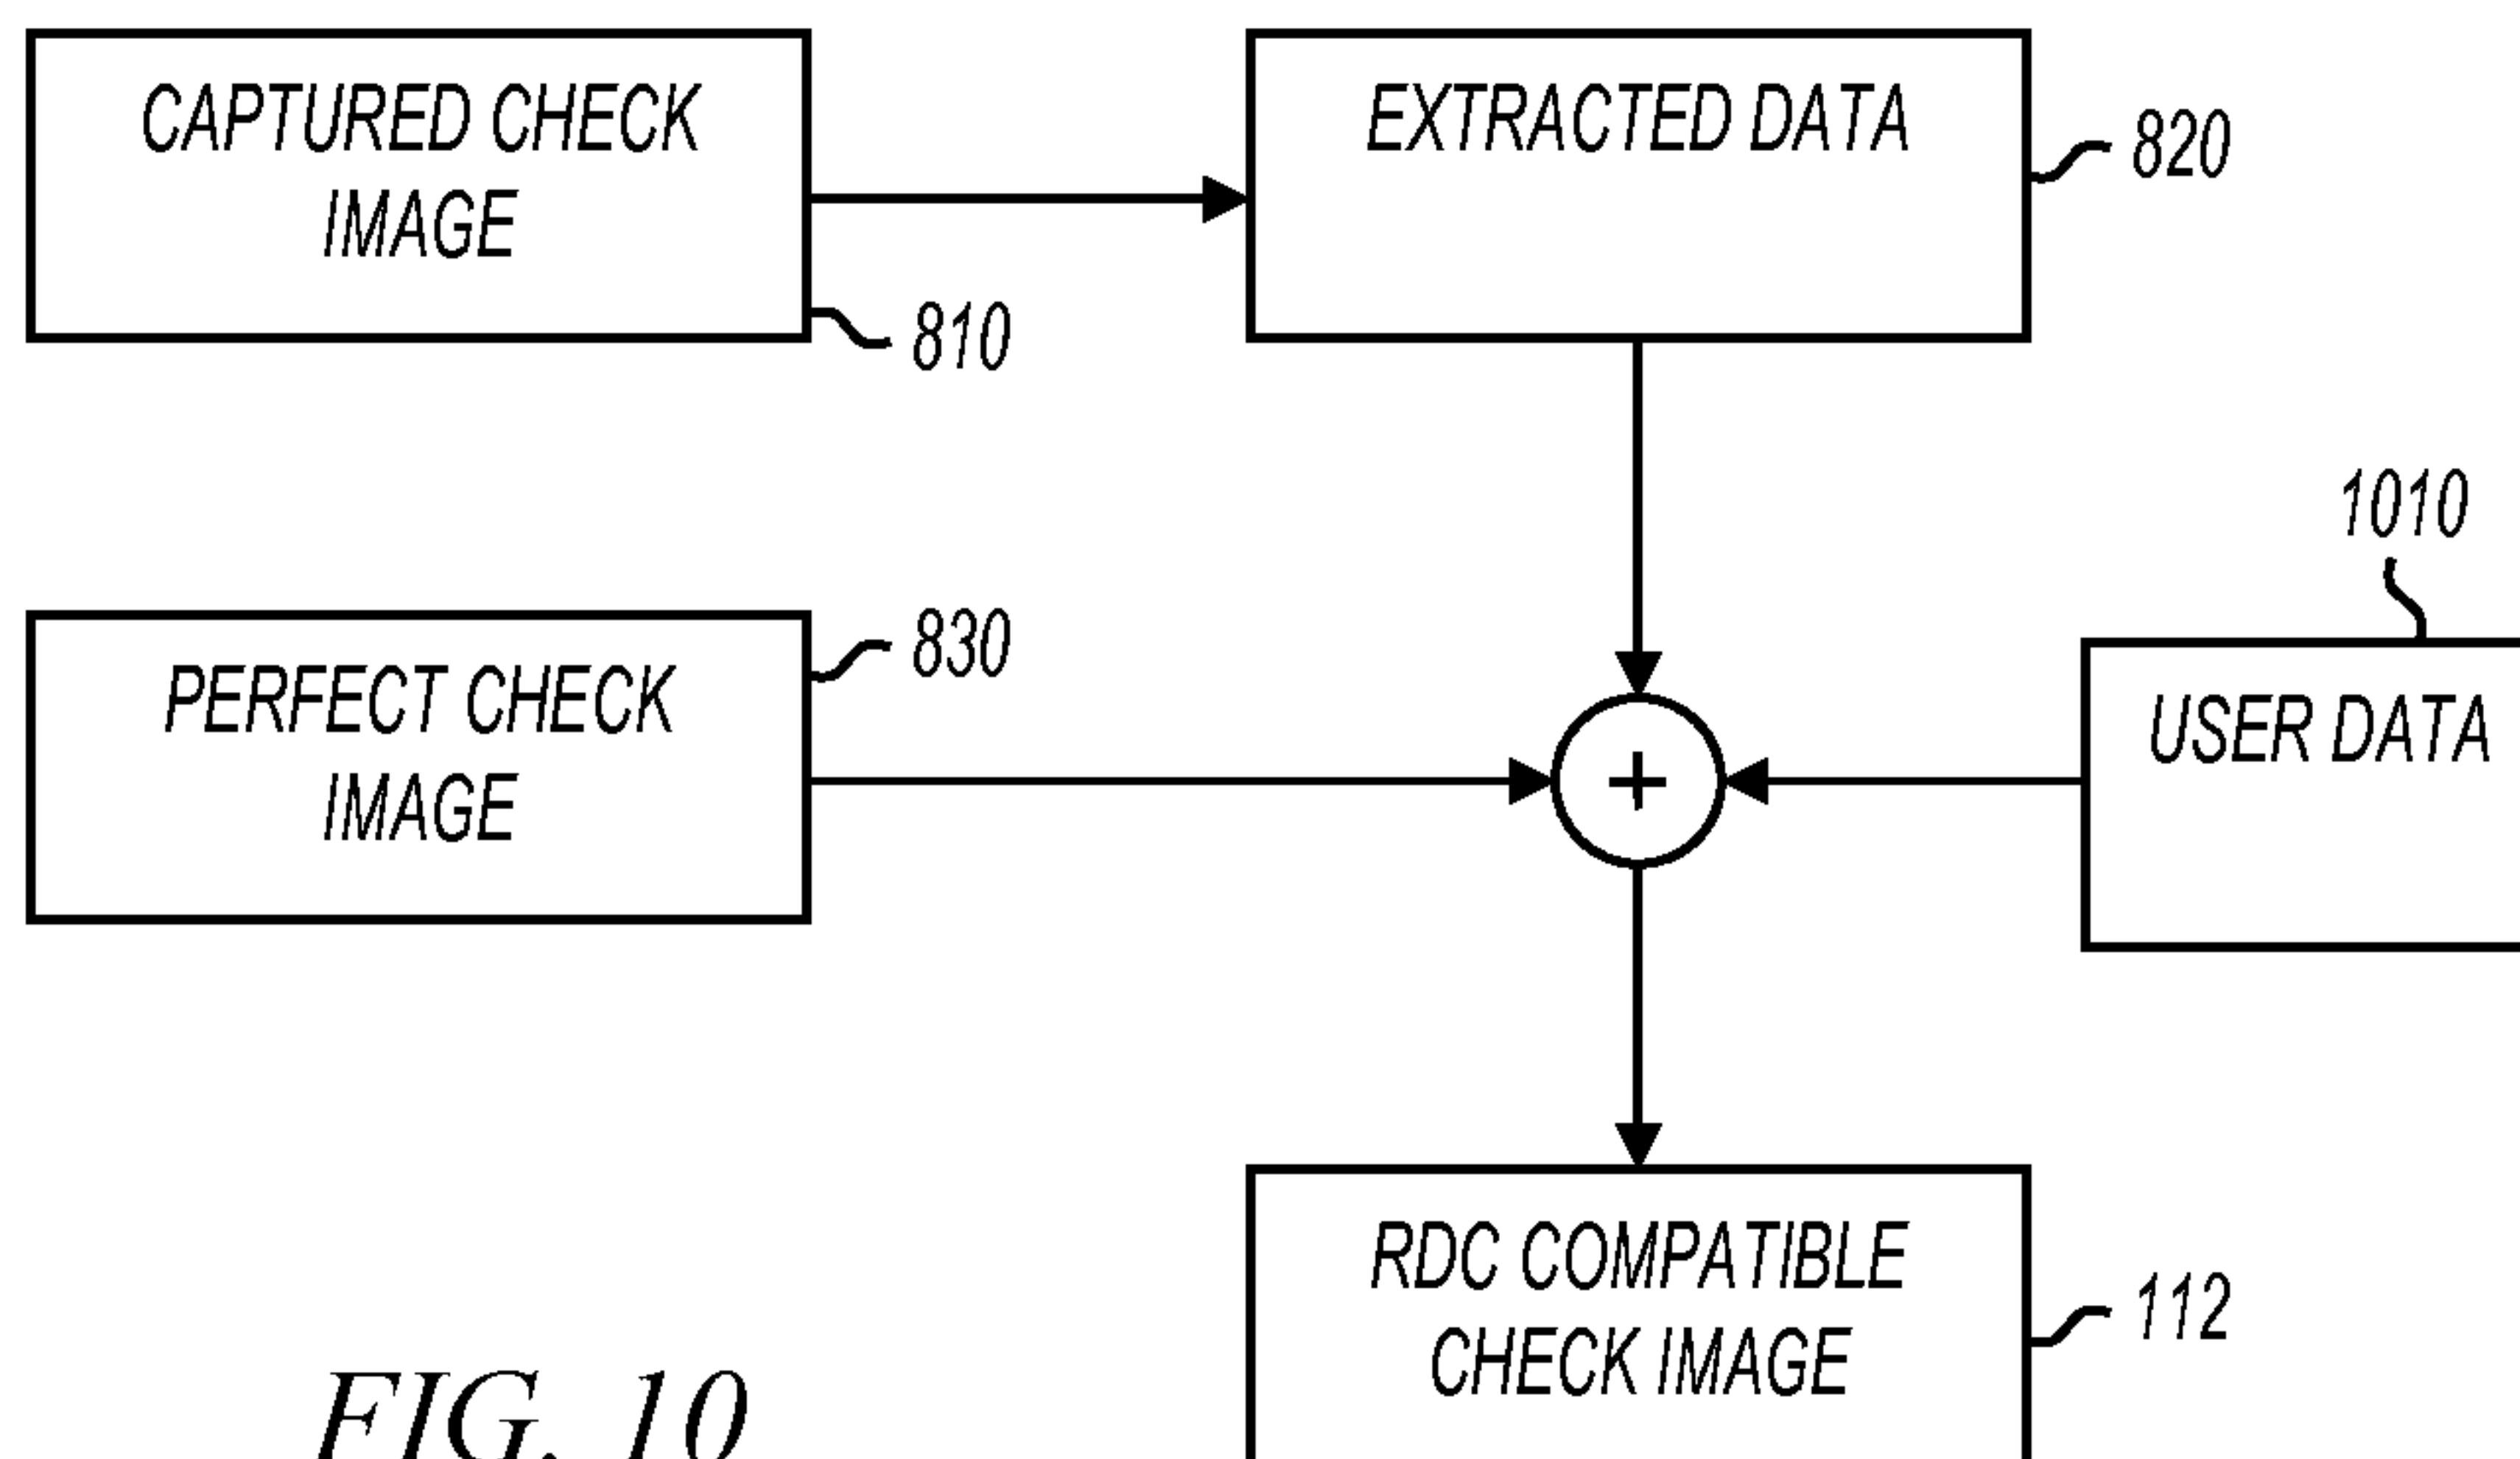 CAPTURED CHECK
IMAGE
810
EXTRACTED DATA
820
1010
PERFECT CHECK
IMAGE
830
+
USER DATA
RDC COMPATIBLE
CHECK IMAGE
112
FIG. 10